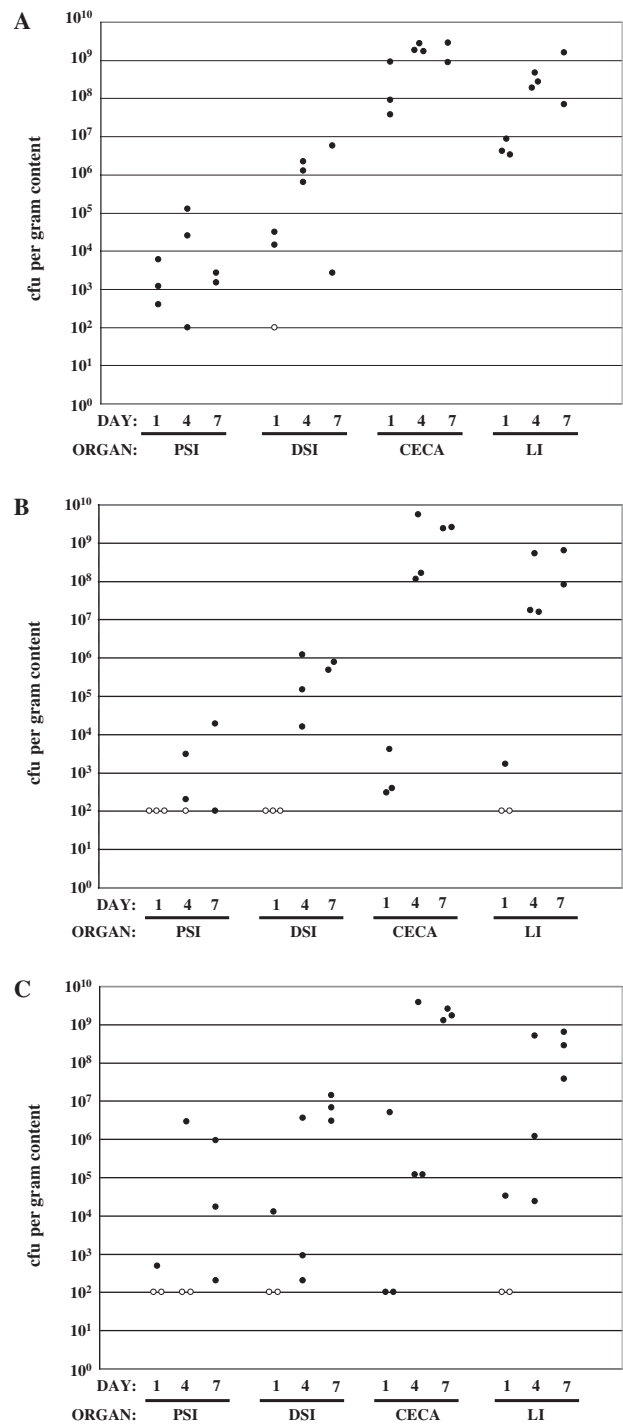 A
cfu per gram content
10¹⁰
10⁹
10⁸
10⁷
10⁶
10⁵
10⁴
10³
10²
10¹
10⁰
DAY: 1 4 7 1 4 7 1 4 7 1 4 7
ORGAN: PSI DSI CECA LI
B
cfu per gram content
10¹⁰
10⁹
10⁸
10⁷
10⁶
10⁵
10⁴
10³
10²
10¹
10⁰
DAY: 1 4 7 1 4 7 1 4 7 1 4 7
ORGAN: PSI DSI CECA LI
C
cfu per gram content
10¹⁰
10⁹
10⁸
10⁷
10⁶
10⁵
10⁴
10³
10²
10¹
10⁰
DAY: 1 4 7 1 4 7 1 4 7 1 4 7
ORGAN: PSI DSI CECA LI